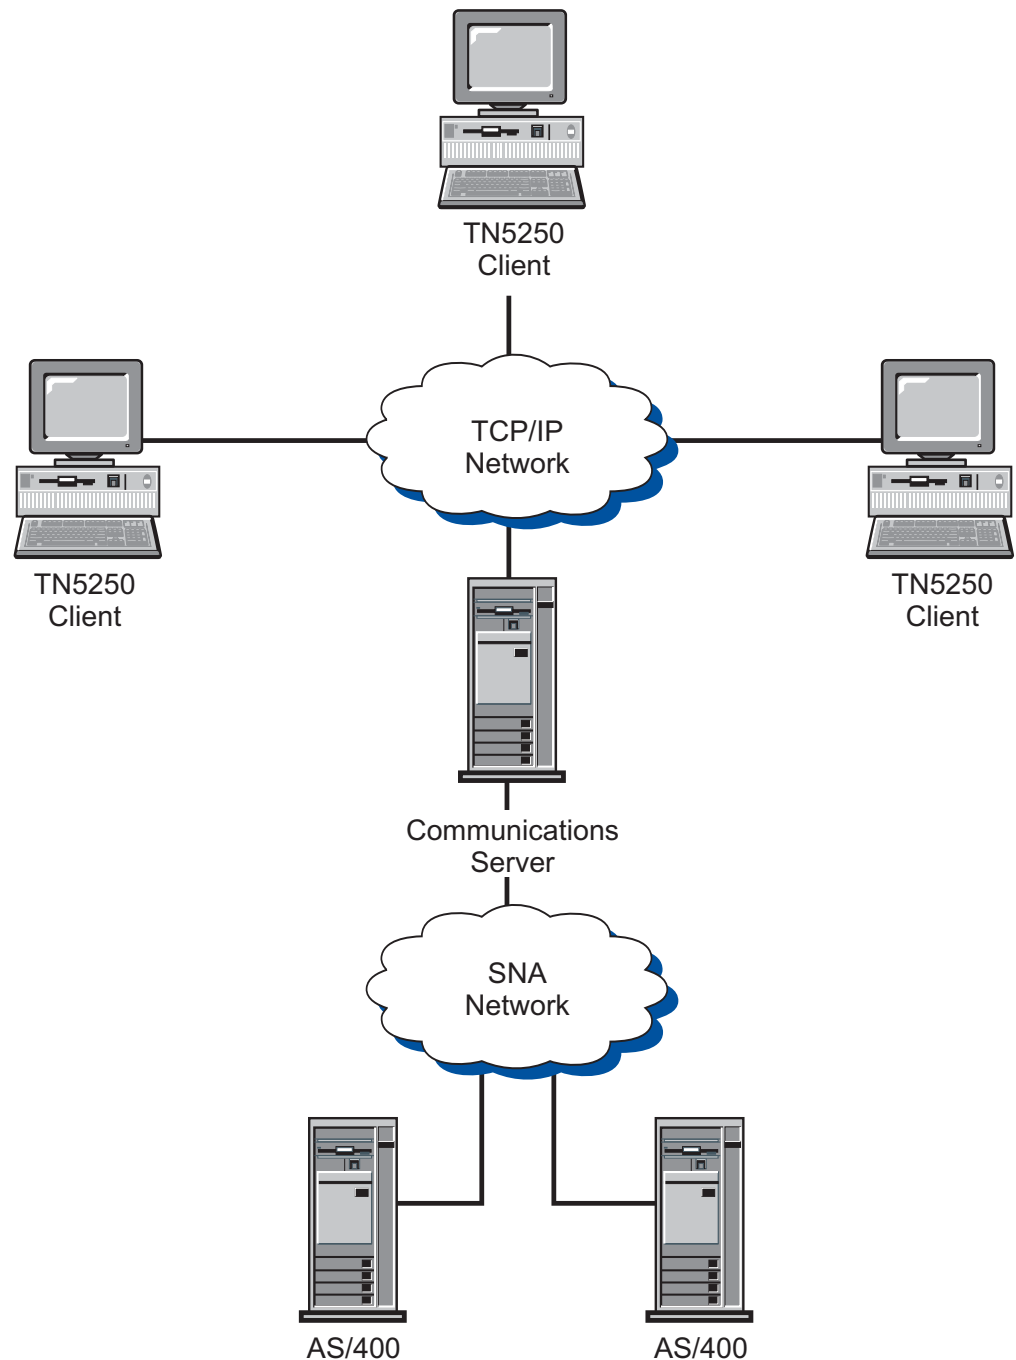 TN5250
Client
TCP/IP
Network
TN5250
Client
TN5250
Client
Communications
Server
SNA
Network
AS/400
AS/400